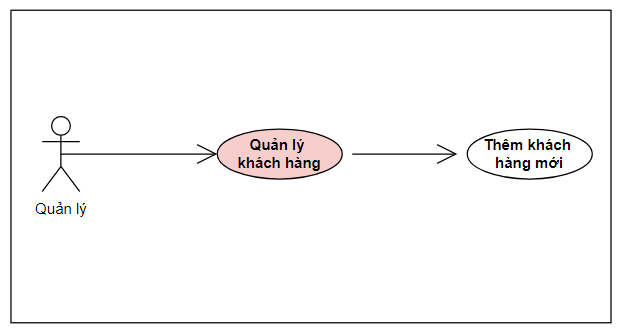 Quản lý
khách hàng
Thêm khách
hàng mới
Quản lý